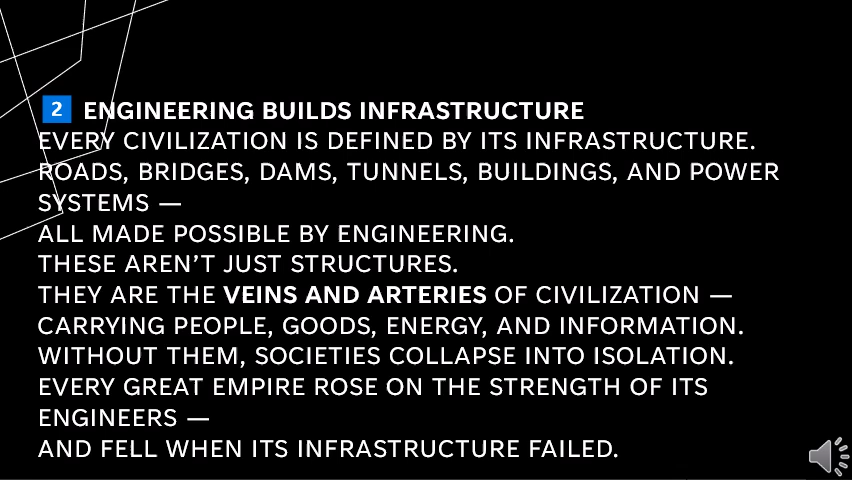 2 ENGINEERING BUILDS INFRASTRUCTURE
EVERY CIVILIZATION IS DEFINED BY ITS INFRASTRUCTURE.
ROADS, BRIDGES, DAMS, TUNNELS, BUILDINGS, AND POWER
SYSTEMS —
ALL MADE POSSIBLE BY ENGINEERING.
THESE AREN’T JUST STRUCTURES.
THEY ARE THE VEINS AND ARTERIES OF CIVILIZATION —
CARRYING PEOPLE, GOODS, ENERGY, AND INFORMATION.
WITHOUT THEM, SOCIETIES COLLAPSE INTO ISOLATION.
EVERY GREAT EMPIRE ROSE ON THE STRENGTH OF ITS
ENGINEERS —
AND FELL WHEN ITS INFRASTRUCTURE FAILED.